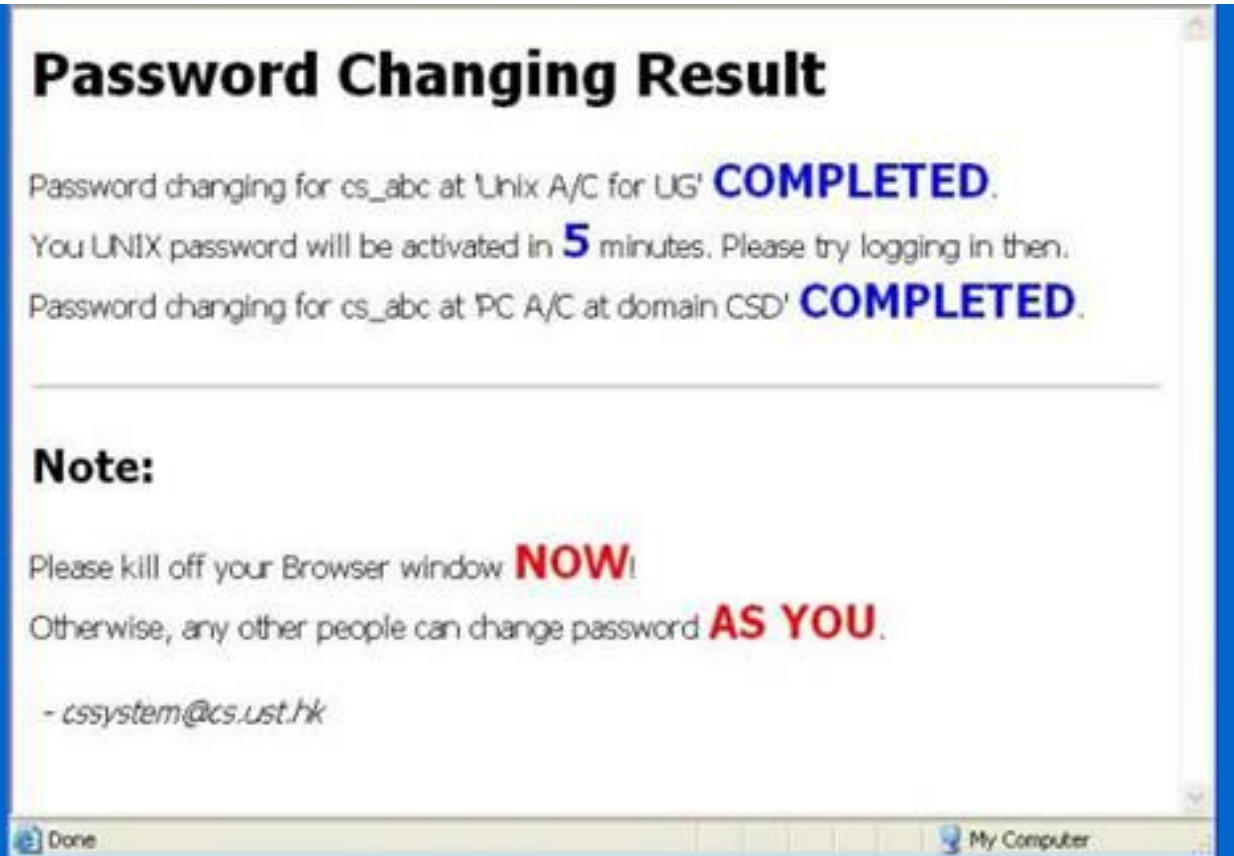 Password Changing Result
Password changing for cs_abc at 'Unix A/C for UG' COMPLETED.
You UNIX password will be activated in 5 minutes. Please try logging in then.
Password changing for cs_abc at 'PC A/C at domain CSD' COMPLETED.
Note:
Please kill off your Browser window NOW!
Otherwise, any other people can change password AS YOU.
- cssystem@cs.ust.hk
Done My Computer